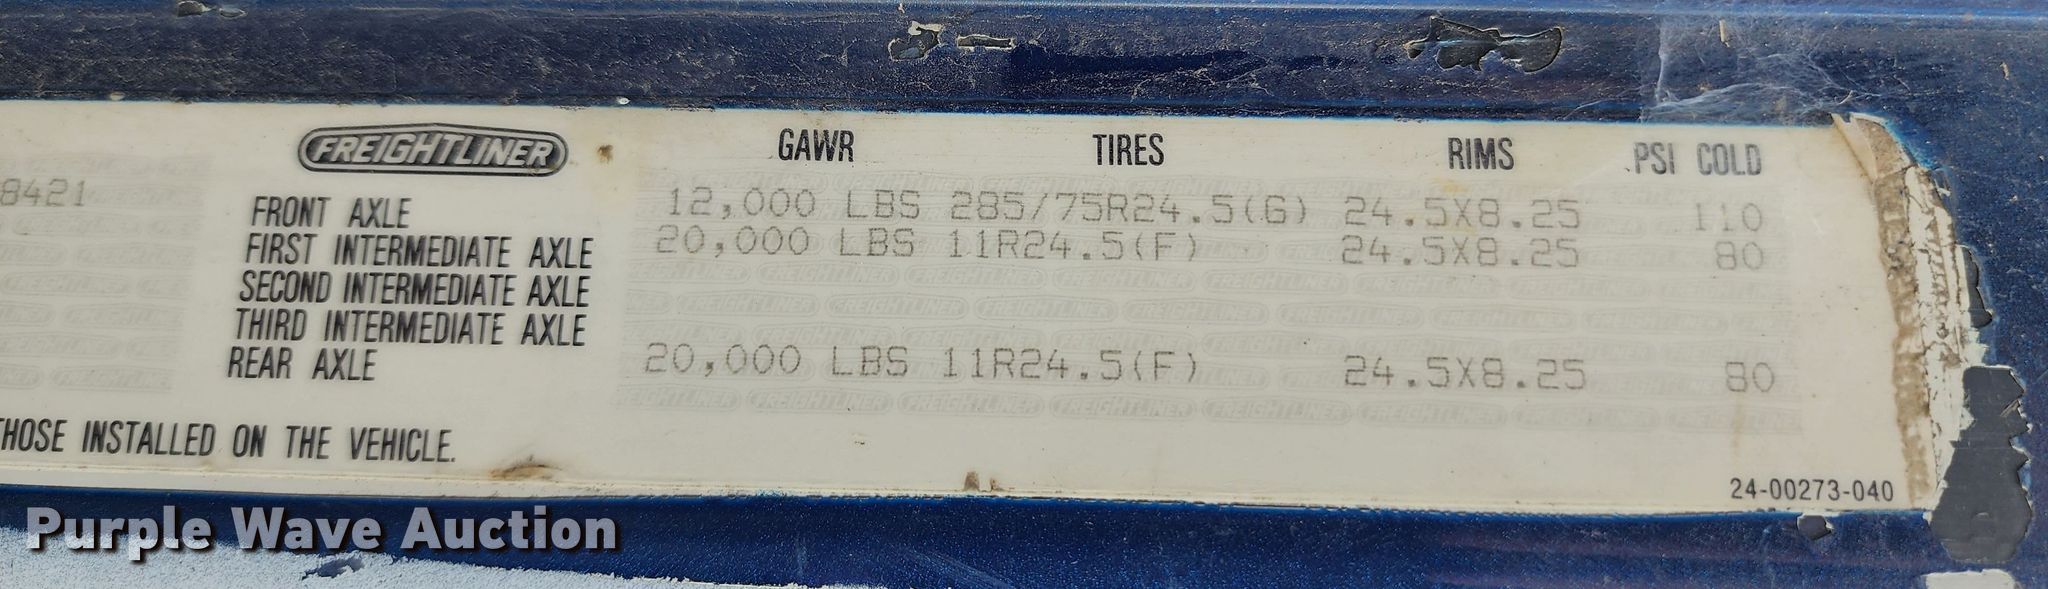 FREIGHTLINER GAWR TIRES RIMS PSI COLD
8421
FRONT AXLE 12,000 LBS 285/75R24.5(G) 24.5X8.25 110
FIRST INTERMEDIATE AXLE 20,000 LBS 11R24.5(F) 24.5X8.25 80
SECOND INTERMEDIATE AXLE
THIRD INTERMEDIATE AXLE
REAR AXLE 20,000 LBS 11R24.5(F) 24.5X8.25 80
THOSE INSTALLED ON THE VEHICLE.
24-00273-040
Purple Wave Auction